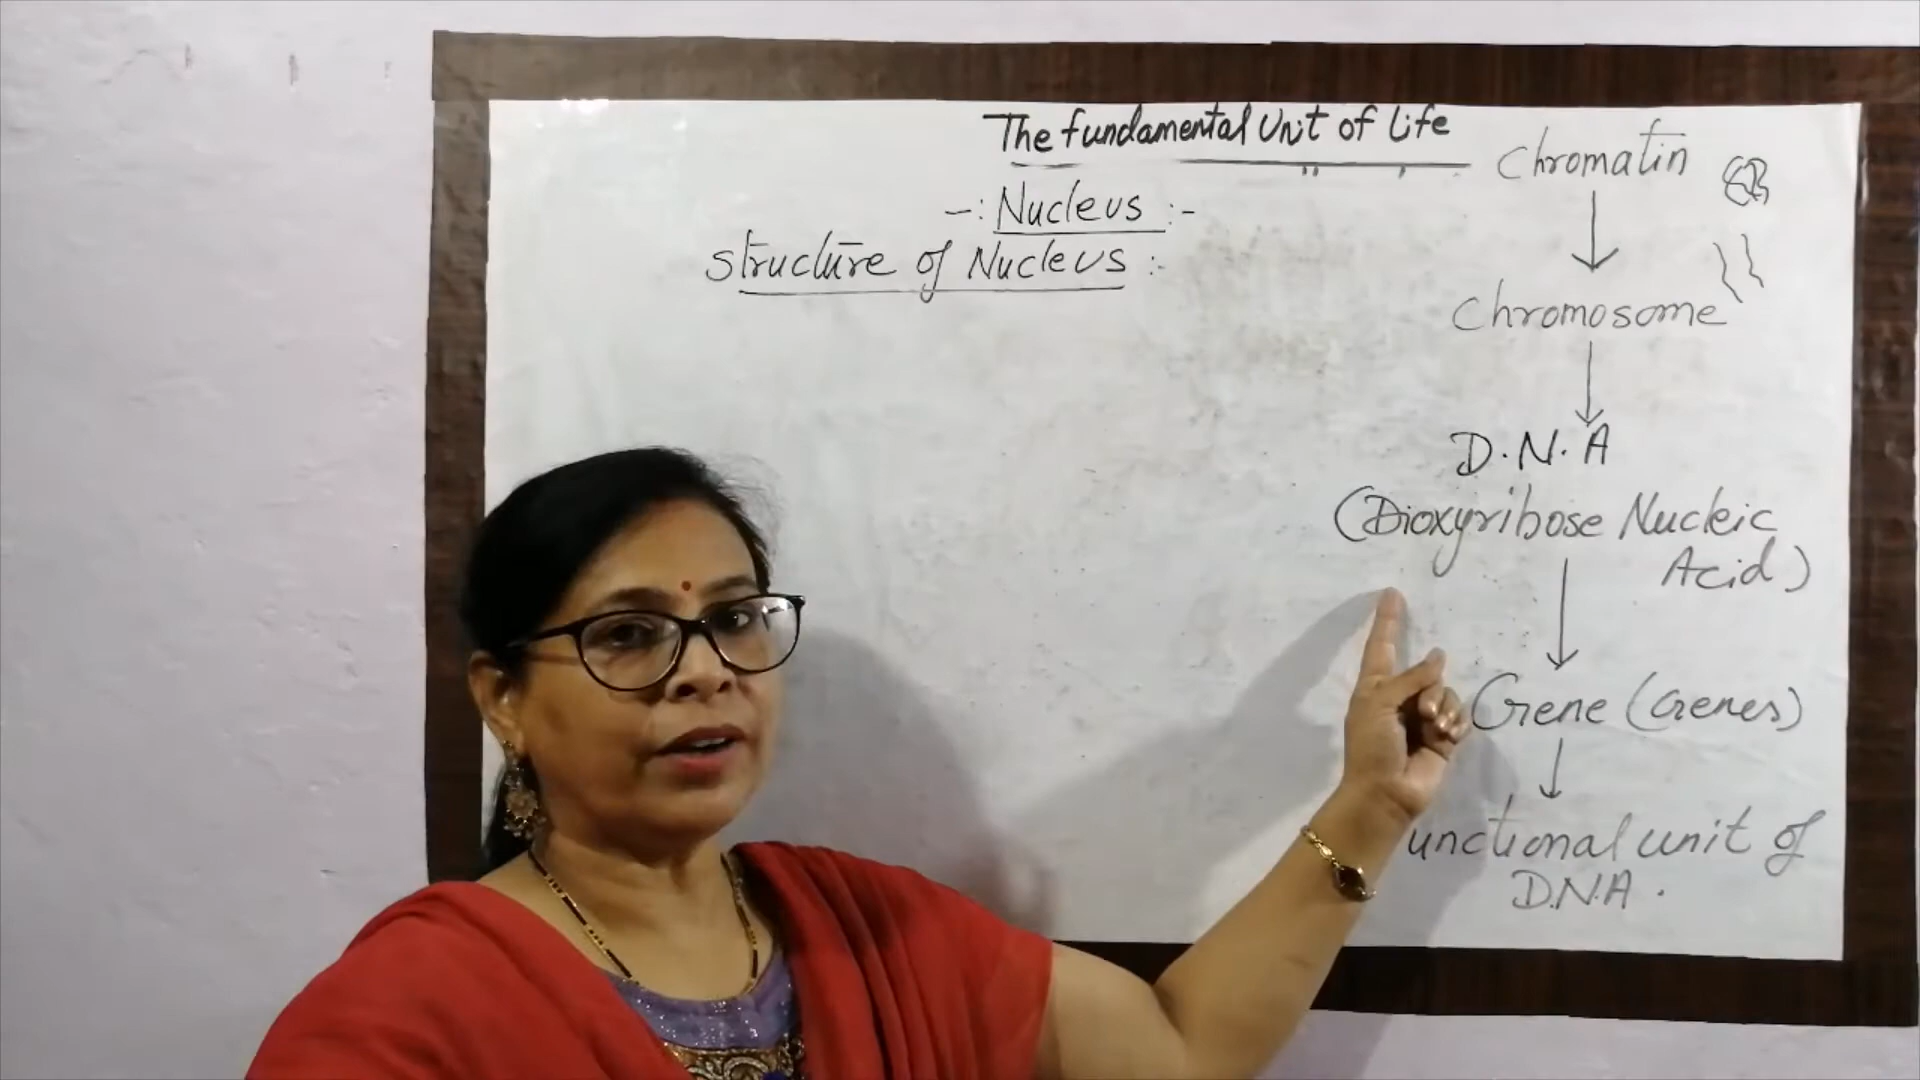 The Fundamental Unit of Life
-: Nucleus :-
Structure of Nucleus :-
Chromatin
Chromosome
D.N.A
(Dioxyribose Nucleic
Acid)
Gene (Genes)
unctional unit of
D.N.A.